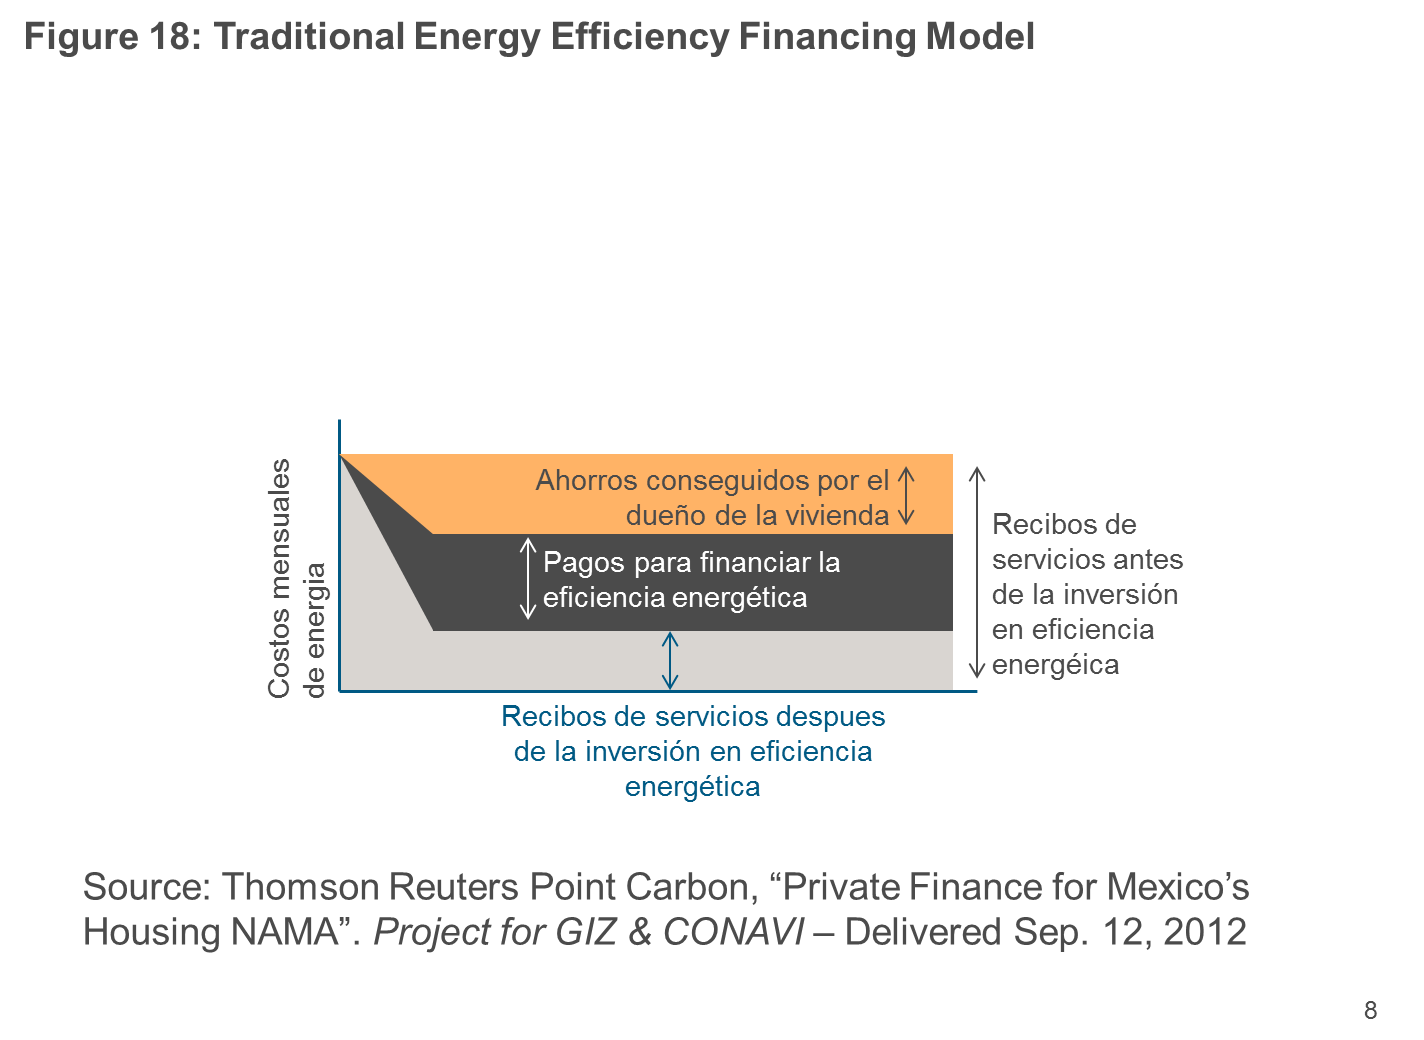 Figure 18: Traditional Energy Efficiency Financing Model
Costos mensuales
de energia
Ahorros conseguidos por el
dueño de la vivienda
Pagos para financiar la
eficiencia energética
Recibos de
servicios antes
de la inversión
en eficiencia
energéica
Recibos de servicios despues
de la inversión en eficiencia
energética
Source: Thomson Reuters Point Carbon, “Private Finance for Mexico’s
Housing NAMA”. Project for GIZ & CONAVI – Delivered Sep. 12, 2012
8